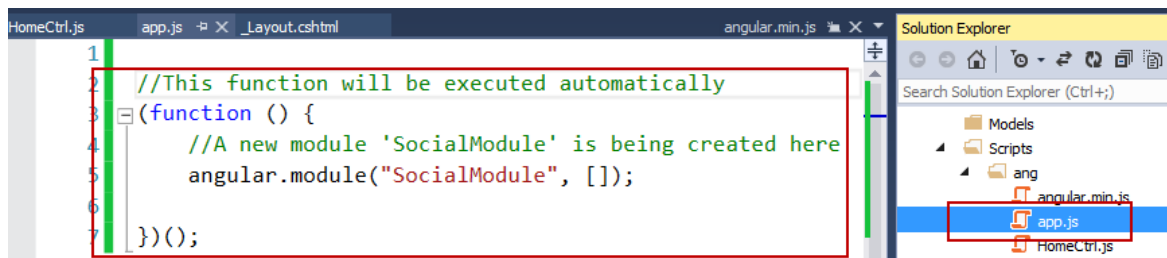 HomeCtrl.js app.js _Layout.cshtml angular.min.js
1
2 //This function will be executed automatically
3 (function () {
4 //A new module 'SocialModule' is being created here
5 angular.module("SocialModule", []);
6
7 })();
Solution Explorer
Search Solution Explorer (Ctrl+;)
Models
Scripts
ang
angular.min.js
app.js
HomeCtrl.js